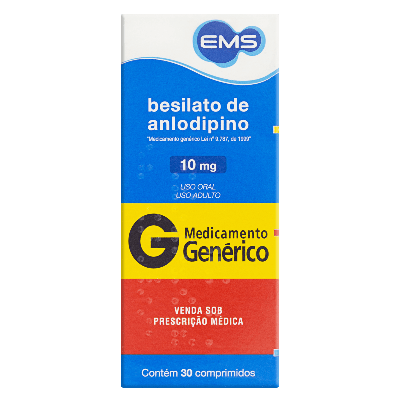 EMS
besilato de
anlodipino
"Medicamento genérico Lei nº 9.787, de 1999"
10 mg
USO ORAL
USO ADULTO
G Medicamento
Genérico
VENDA SOB
PRESCRIÇÃO MÉDICA
Contém 30 comprimidos